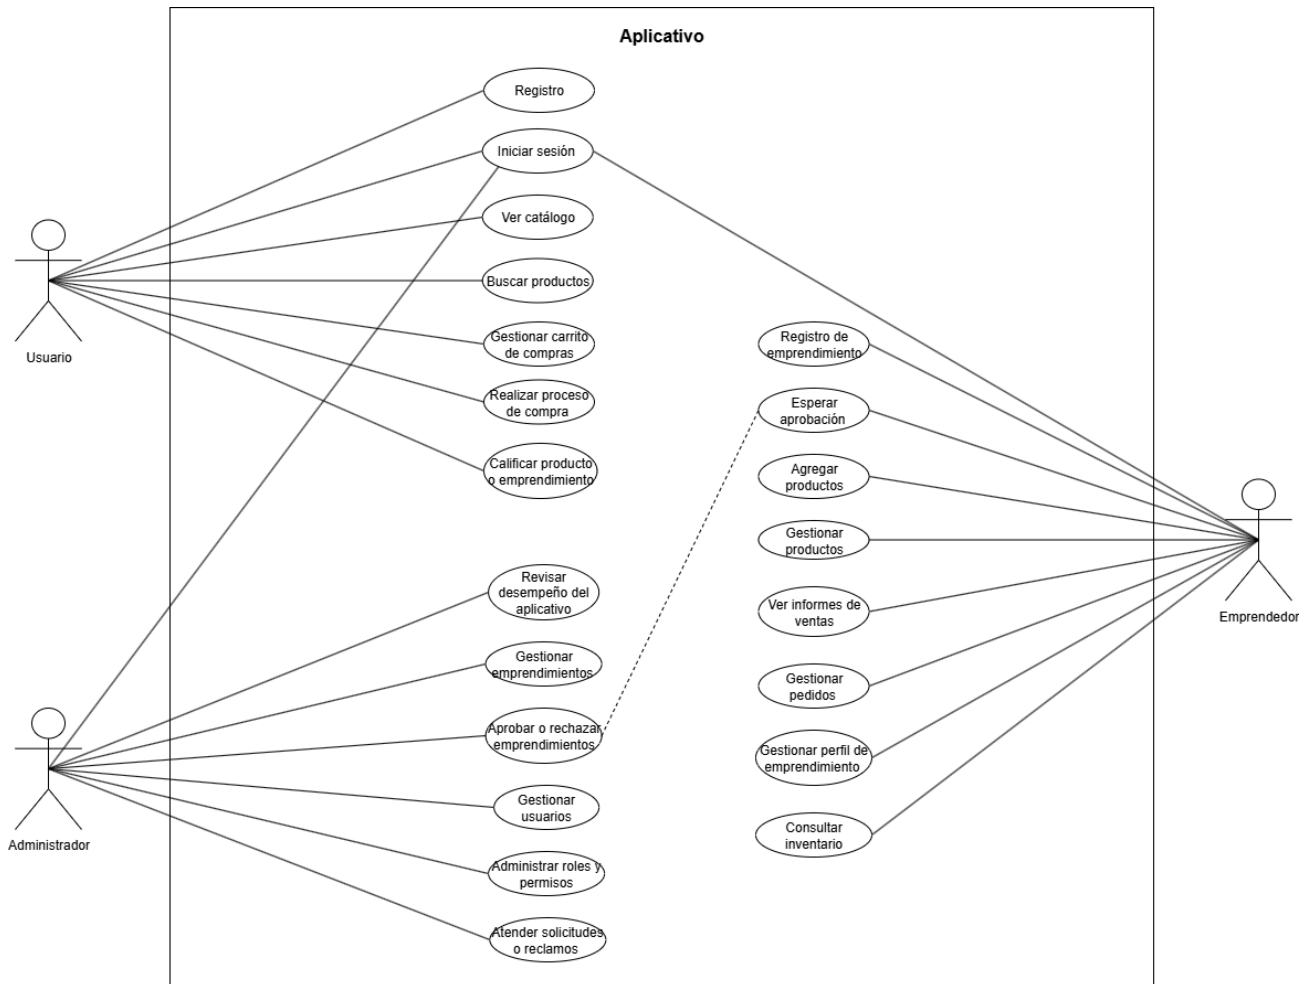 Aplicativo
Registro
Iniciar sesión
Ver catálogo
Buscar productos
Usuario
Gestionar carrito
de compras
Realizar proceso
de compra
Calificar producto
o emprendimiento
Registro de
emprendimiento
Esperar
aprobación
Agregar
productos
Gestionar
productos
Ver informes de
ventas
Gestionar
pedidos
Gestionar perfil de
emprendimiento
Consultar
inventario
Emprendedor
Revisar
desempeño del
aplicativo
Gestionar
emprendimientos
Aprobar o rechazar
emprendimientos
Gestionar
usuarios
Administrar roles y
permisos
Atender solicitudes
o reclamos
Administrador